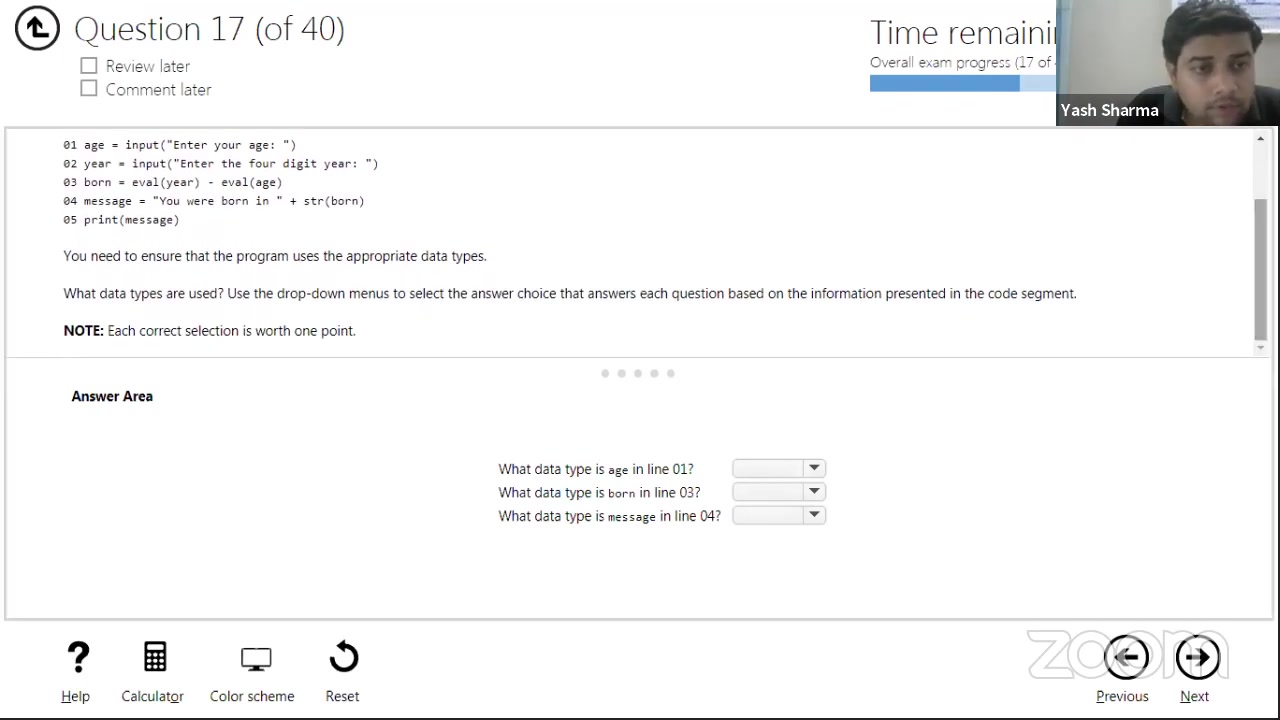 Question 17 (of 40)
Review later
Comment later
Time remaini
Overall exam progress (17 of
Yash Sharma
01 age = input("Enter your age: ")
02 year = input("Enter the four digit year: ")
03 born = eval(year) - eval(age)
04 message = "You were born in " + str(born)
05 print(message)
You need to ensure that the program uses the appropriate data types.
What data types are used? Use the drop-down menus to select the answer choice that answers each question based on the information presented in the code segment.
NOTE: Each correct selection is worth one point.
Answer Area
What data type is age in line 01?
What data type is born in line 03?
What data type is message in line 04?
zoom
Help
Calculator
Color scheme
Reset
Previous
Next